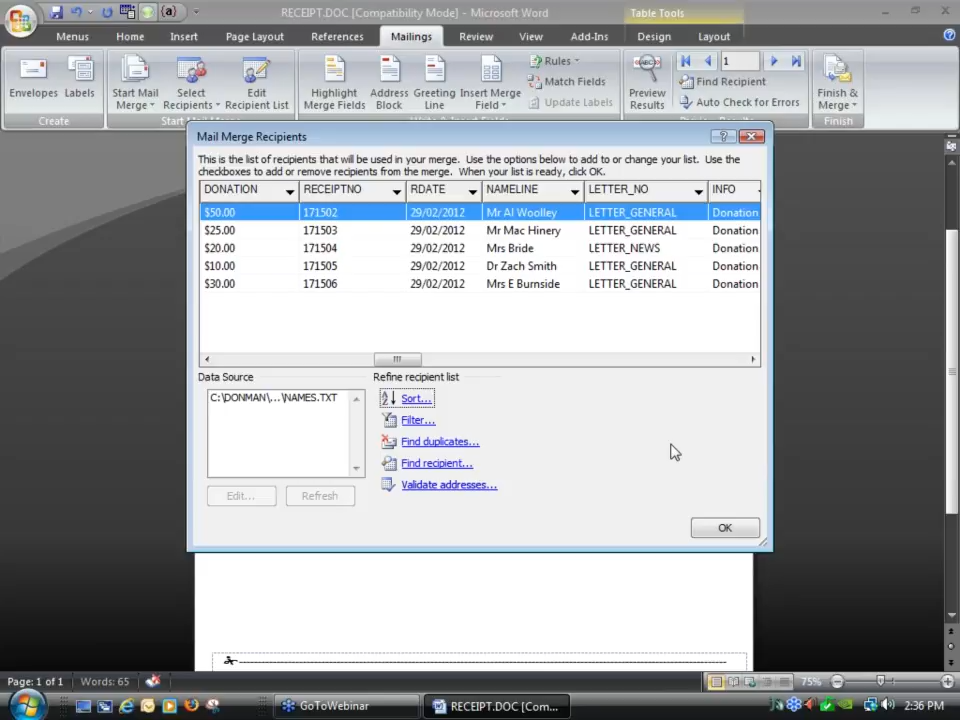 RECEIPT.DOC [Compatibility Mode] - Microsoft Word
Table Tools
Menus Home Insert Page Layout References Mailings Review View Add-Ins Design Layout
Envelopes Labels
Create
Start Mail Merge
Select Recipients
Edit Recipient List
Highlight Merge Fields
Address Block
Greeting Line
Insert Merge Field
Rules
Match Fields
Update Labels
Preview Results
1
Find Recipient
Auto Check for Errors
Finish & Merge
Finish
Mail Merge Recipients
This is the list of recipients that will be used in your merge. Use the options below to add to or change your list. Use the
checkboxes to add or remove recipients from the merge. When your list is ready, click OK.
DONATION RECEIPTNO RDATE NAMELINE LETTER_NO INFO
$50.00 171502 29/02/2012 Mr Al Woolley LETTER_GENERAL Donation
$25.00 171503 29/02/2012 Mr Mac Hinery LETTER_GENERAL Donation
$20.00 171504 29/02/2012 Mrs Bride LETTER_NEWS Donation
$10.00 171505 29/02/2012 Dr Zach Smith LETTER_GENERAL Donation
$30.00 171506 29/02/2012 Mrs E Burnside LETTER_GENERAL Donation
Data Source
C:\DONMAN\...\NAMES.TXT
Edit... Refresh
Refine recipient list
Sort...
Filter...
Find duplicates...
Find recipient...
Validate addresses...
OK
Page: 1 of 1 Words: 65 75%
GoToWebinar RECEIPT.DOC [Com... 2:36 PM